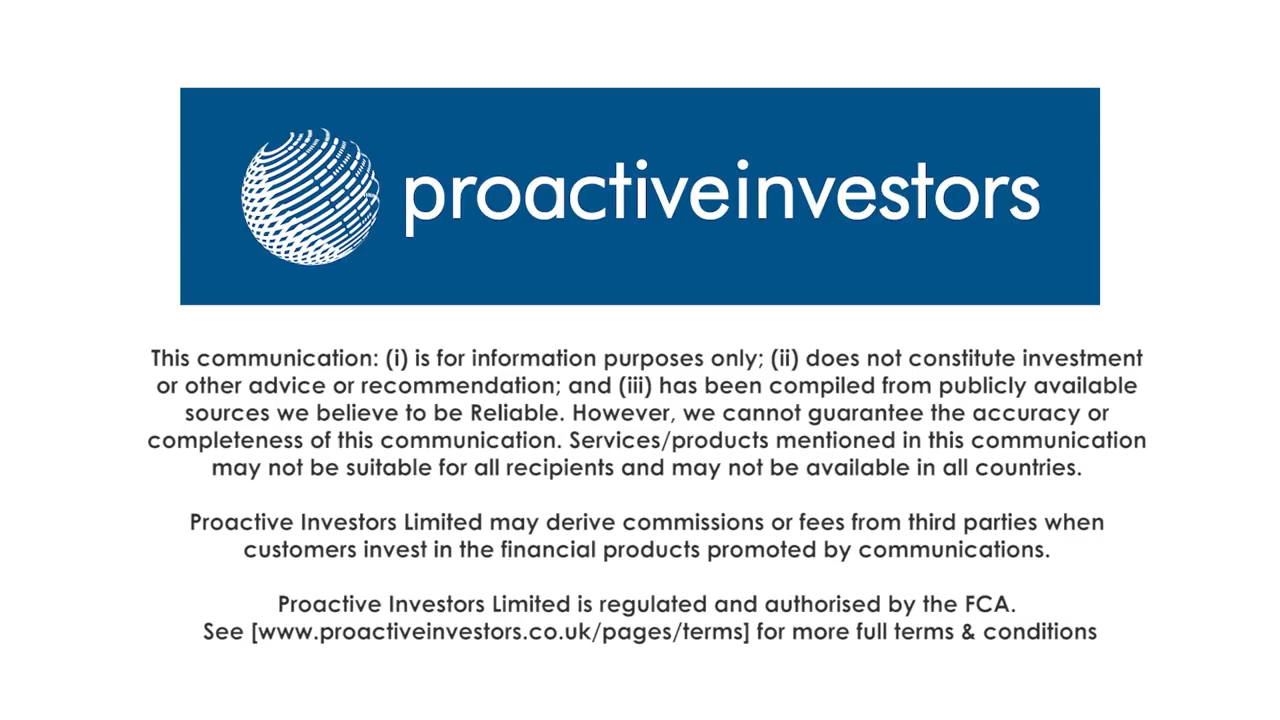 proactiveinvestors
This communication: (i) is for information purposes only; (ii) does not constitute investment
or other advice or recommendation; and (iii) has been compiled from publicly available
sources we believe to be Reliable. However, we cannot guarantee the accuracy or
completeness of this communication. Services/products mentioned in this communication
may not be suitable for all recipients and may not be available in all countries.
Proactive Investors Limited may derive commissions or fees from third parties when
customers invest in the financial products promoted by communications.
Proactive Investors Limited is regulated and authorised by the FCA.
See [www.proactiveinvestors.co.uk/pages/terms] for more full terms & conditions